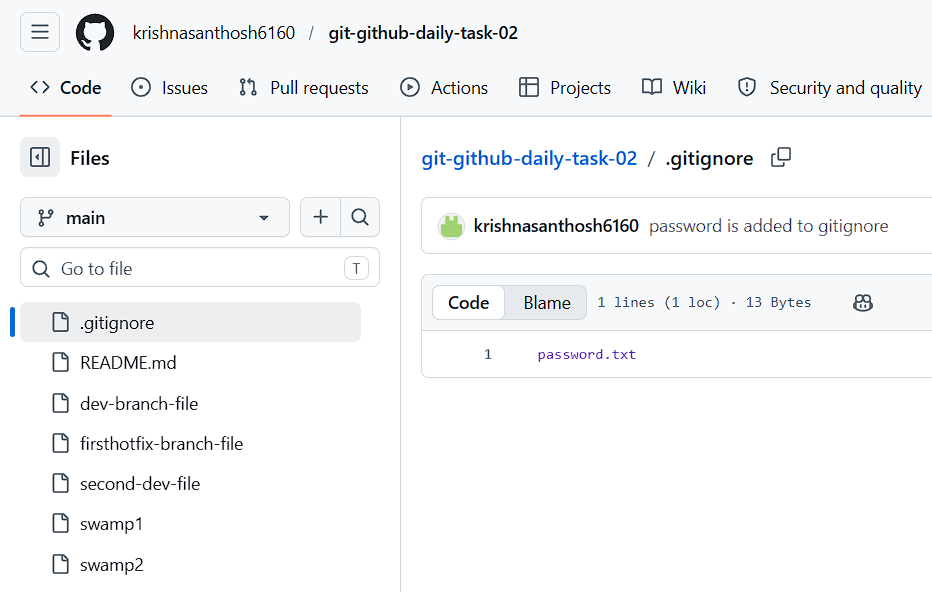 krishnasanthosh6160 / git-github-daily-task-02
Code Issues Pull requests Actions Projects Wiki Security and quality
Files
main
Go to file T
.gitignore
README.md
dev-branch-file
firsthotfix-branch-file
second-dev-file
swamp1
swamp2
git-github-daily-task-02 / .gitignore
krishnasanthosh6160 password is added to gitignore
Code Blame 1 lines (1 loc) · 13 Bytes
1 password.txt